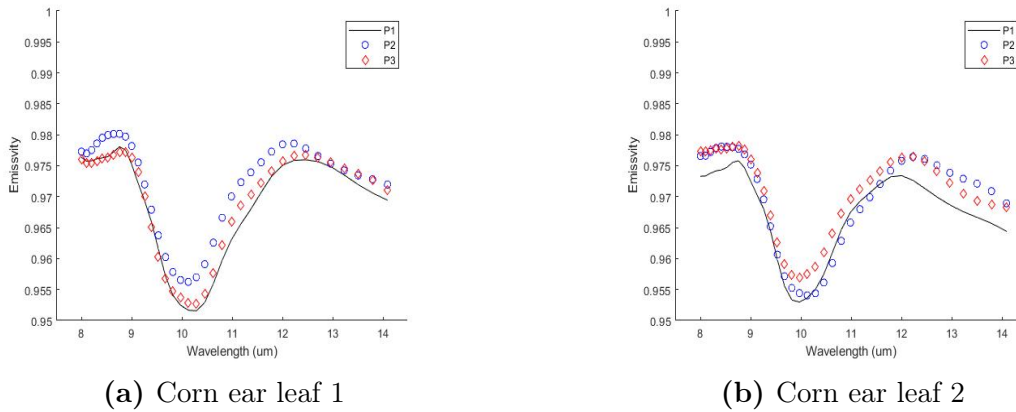 1
0.995
0.99
0.985
0.98
0.975
0.97
0.965
0.96
0.955
0.95
Emissvity
8 9 10 11 12 13 14
Wavelength (um)
P1
P2
P3
(a) Corn ear leaf 1
1
0.995
0.99
0.985
0.98
0.975
0.97
0.965
0.96
0.955
0.95
Emissvity
8 9 10 11 12 13 14
Wavelength (um)
P1
P2
P3
(b) Corn ear leaf 2